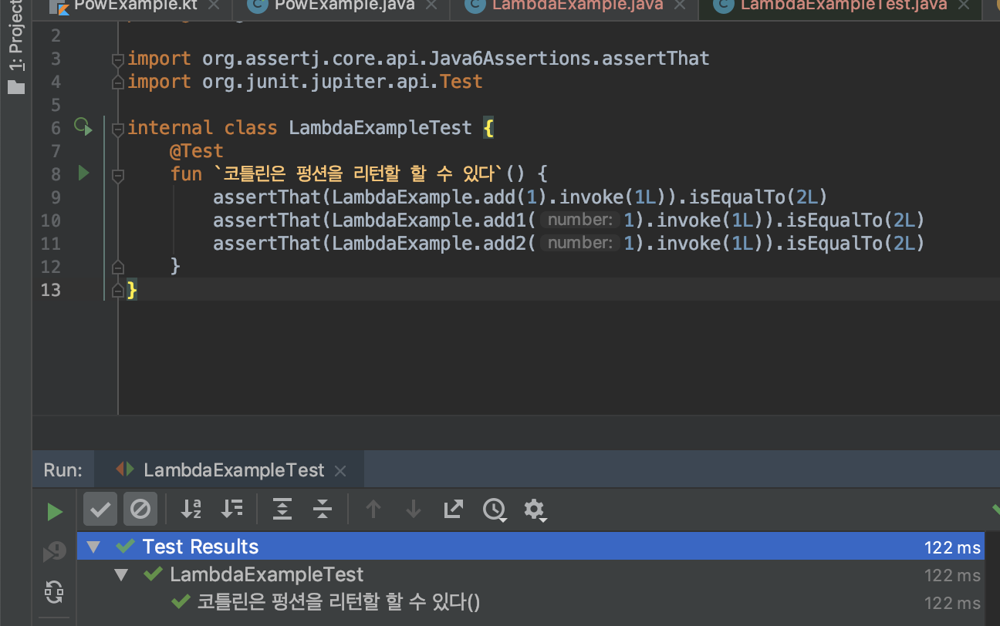 PowExample.kt PowExample.java LambdaExample.java LambdaExampleTest.java
1: Project
2
3 import org.assertj.core.api.Java6Assertions.assertThat
4 import org.junit.jupiter.api.Test
5
6 internal class LambdaExampleTest {
7 @Test
8 fun `코틀린은 펑션을 리턴할 할 수 있다`() {
9 assertThat(LambdaExample.add(1).invoke(1L)).isEqualTo(2L)
10 assertThat(LambdaExample.add1( number: 1).invoke(1L)).isEqualTo(2L)
11 assertThat(LambdaExample.add2( number: 1).invoke(1L)).isEqualTo(2L)
12 }
13 }
Run: LambdaExampleTest
Test Results 122 ms
LambdaExampleTest 122 ms
코틀린은 펑션을 리턴할 할 수 있다() 122 ms